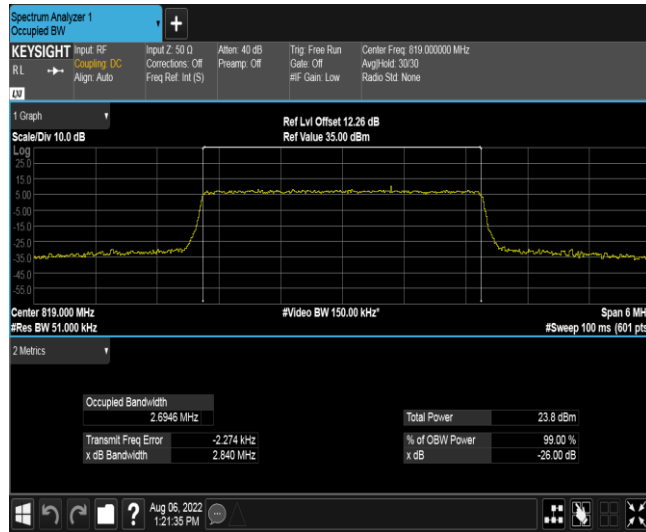 Spectrum Analyzer 1
Occupied BW
+
KEYSIGHT
RL
LXI
Input: RF
Coupling: DC
Align: Auto
Input Z: 50 Ω
Corrections: Off
Freq Ref: Int (S)
Atten: 40 dB
Preamp: Off
Trig: Free Run
Gate: Off
#IF Gain: Low
Center Freq: 819.000000 MHz
Avg|Hold: 30/30
Radio Std: None
1 Graph
Scale/Div 10.0 dB
Ref Lvl Offset 12.26 dB
Ref Value 35.00 dBm
Log
25.0
15.0
5.00
-5.00
-15.0
-25.0
-35.0
-45.0
-55.0
Center 819.000 MHz
#Res BW 51.000 kHz
#Video BW 150.00 kHz*
Span 6 MH
#Sweep 100 ms (601 pts
2 Metrics
Occupied Bandwidth
2.6946 MHz
Transmit Freq Error -2.274 kHz
x dB Bandwidth 2.840 MHz
Total Power 23.8 dBm
% of OBW Power 99.00 %
x dB -26.00 dB
?
Aug 06, 2022
1:21:35 PM